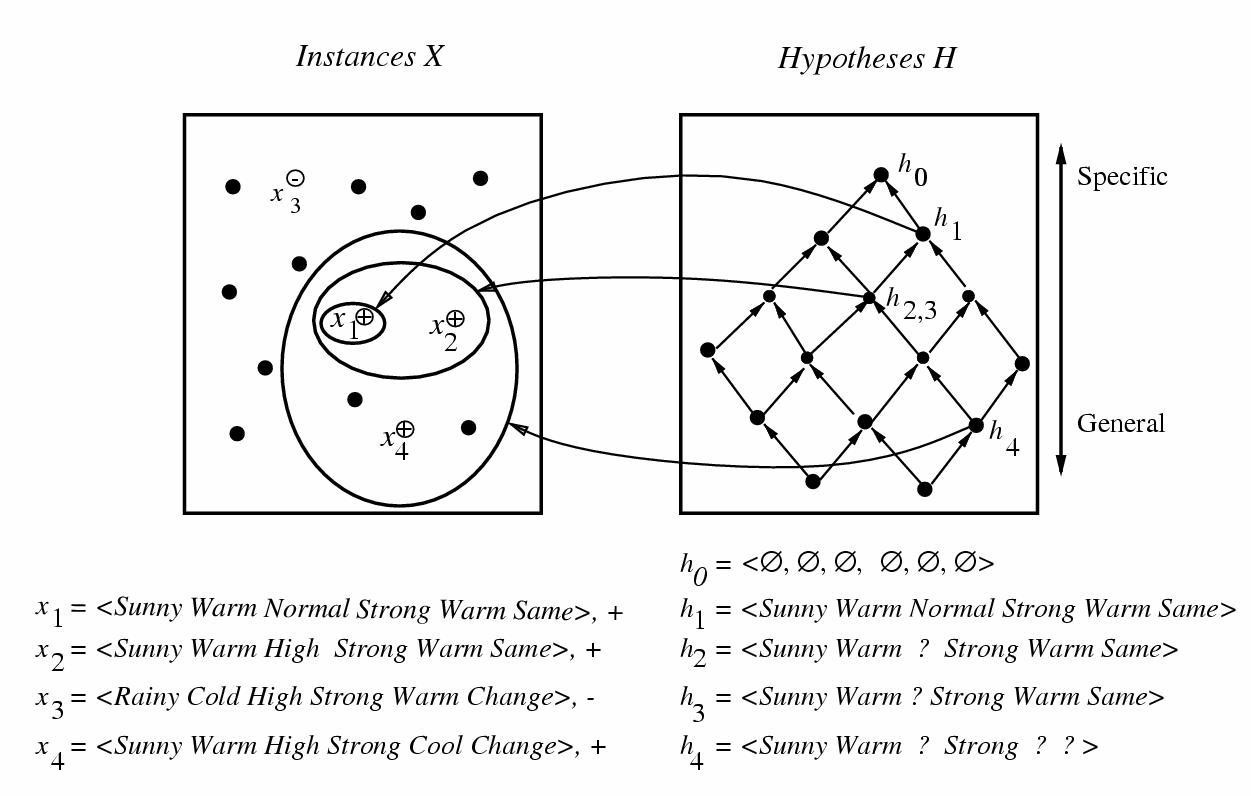 Instances X
Hypotheses H
x3
-
h0
Specific
h1
x1 +
x2 +
h2,3
x4 +
h4
General
h0 = <∅, ∅, ∅, ∅, ∅, ∅>
x1 = <Sunny Warm Normal Strong Warm Same>, +
h1 = <Sunny Warm Normal Strong Warm Same>
x2 = <Sunny Warm High Strong Warm Same>, +
h2 = <Sunny Warm ? Strong Warm Same>
x3 = <Rainy Cold High Strong Warm Change>, -
h3 = <Sunny Warm ? Strong Warm Same>
x4 = <Sunny Warm High Strong Cool Change>, +
h4 = <Sunny Warm ? Strong ? ? >